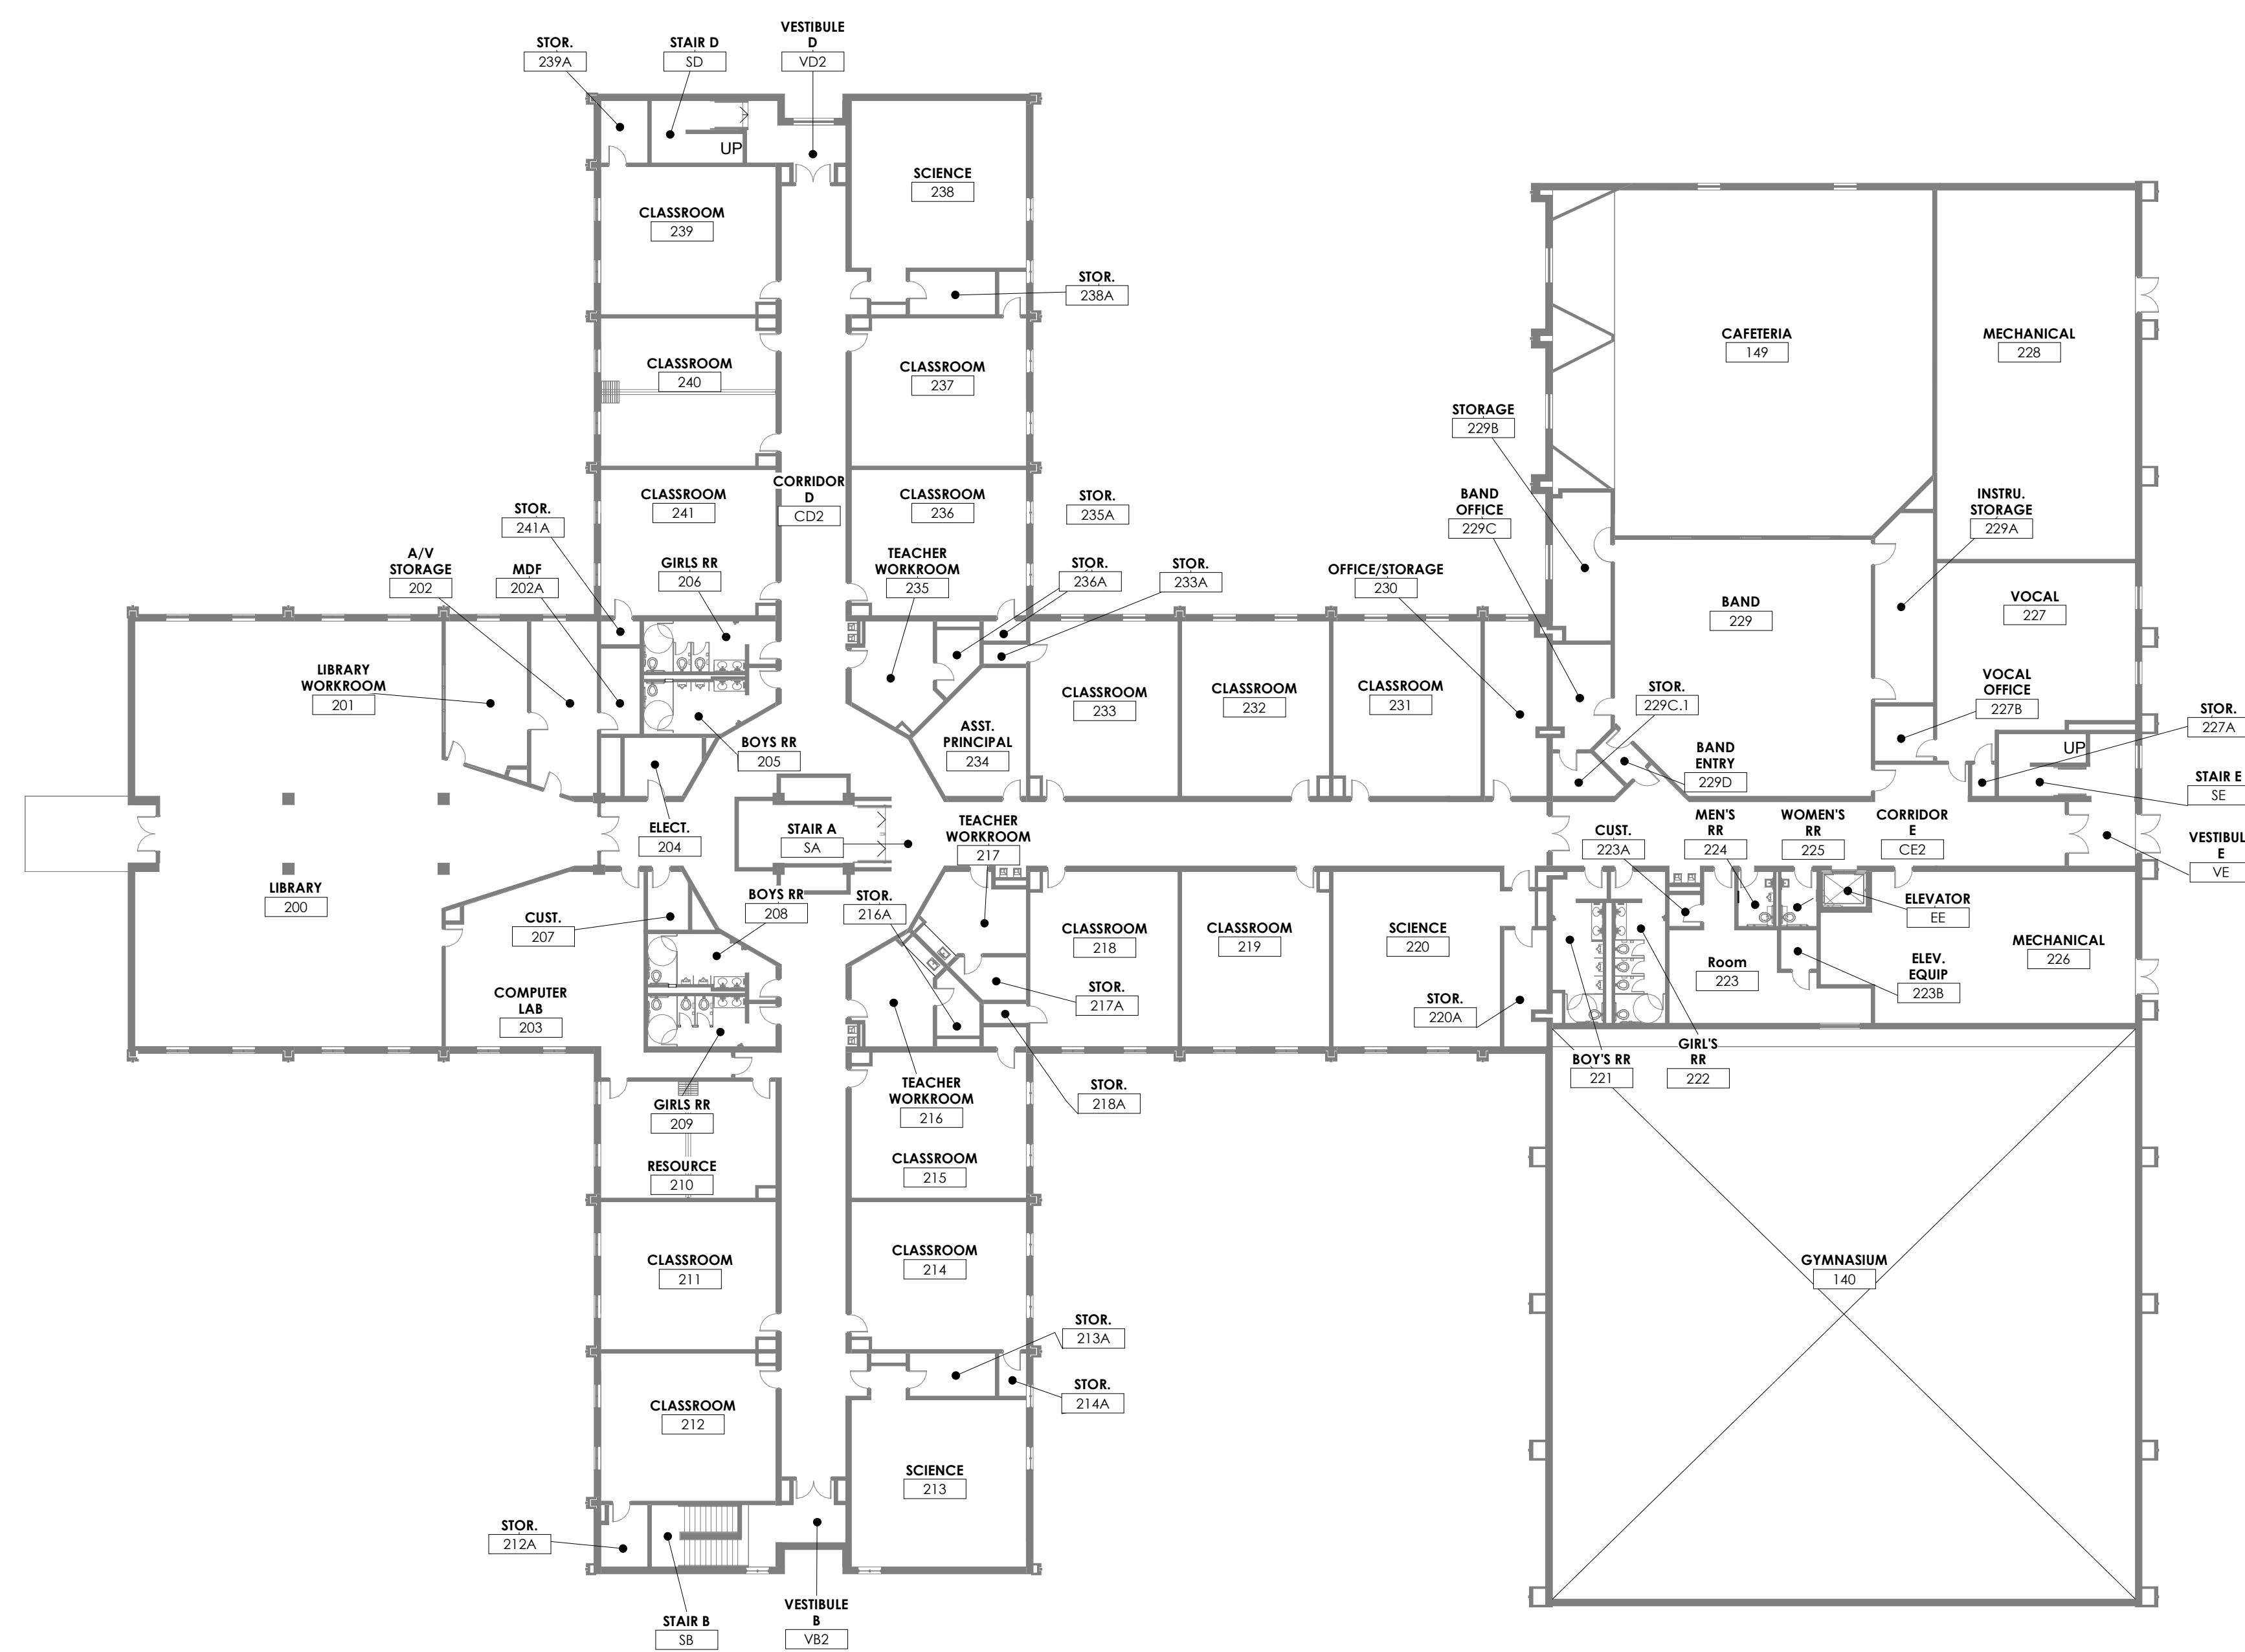 VESTIBULE
D
VD2
STOR.
239A
STAIR D
SD
UP
SCIENCE
238
CLASSROOM
239
STOR.
238A
CLASSROOM
240
CLASSROOM
237
CAFETERIA
149
MECHANICAL
228
STORAGE
229B
CORRIDOR
D
CD2
CLASSROOM
241
CLASSROOM
236
STOR.
235A
BAND
OFFICE
229C
INSTRU.
STORAGE
229A
STOR.
241A
A/V
STORAGE
202
MDF
202A
GIRLS RR
206
TEACHER
WORKROOM
235
STOR.
236A
STOR.
233A
OFFICE/STORAGE
230
BAND
229
VOCAL
227
LIBRARY
WORKROOM
201
BOYS RR
205
ASST.
PRINCIPAL
234
CLASSROOM
233
CLASSROOM
232
CLASSROOM
231
STOR.
229C.1
VOCAL
OFFICE
227B
STOR.
227A
BAND
ENTRY
229D
UP
STAIR E
SE
ELECT.
204
STAIR A
SA
TEACHER
WORKROOM
217
CUST.
223A
MEN'S
RR
224
WOMEN'S
RR
225
CORRIDOR
E
CE2
VESTIBUL
E
VE
LIBRARY
200
CUST.
207
BOYS RR
208
STOR.
216A
CLASSROOM
218
CLASSROOM
219
SCIENCE
220
ELEVATOR
EE
MECHANICAL
226
COMPUTER
LAB
203
STOR.
217A
STOR.
220A
Room
223
ELEV.
EQUIP
223B
GIRLS RR
209
TEACHER
WORKROOM
216
STOR.
218A
BOY'S RR
221
GIRL'S
RR
222
RESOURCE
210
CLASSROOM
215
CLASSROOM
211
CLASSROOM
214
GYMNASIUM
140
STOR.
213A
STOR.
214A
CLASSROOM
212
SCIENCE
213
STOR.
212A
STAIR B
SB
VESTIBULE
B
VB2